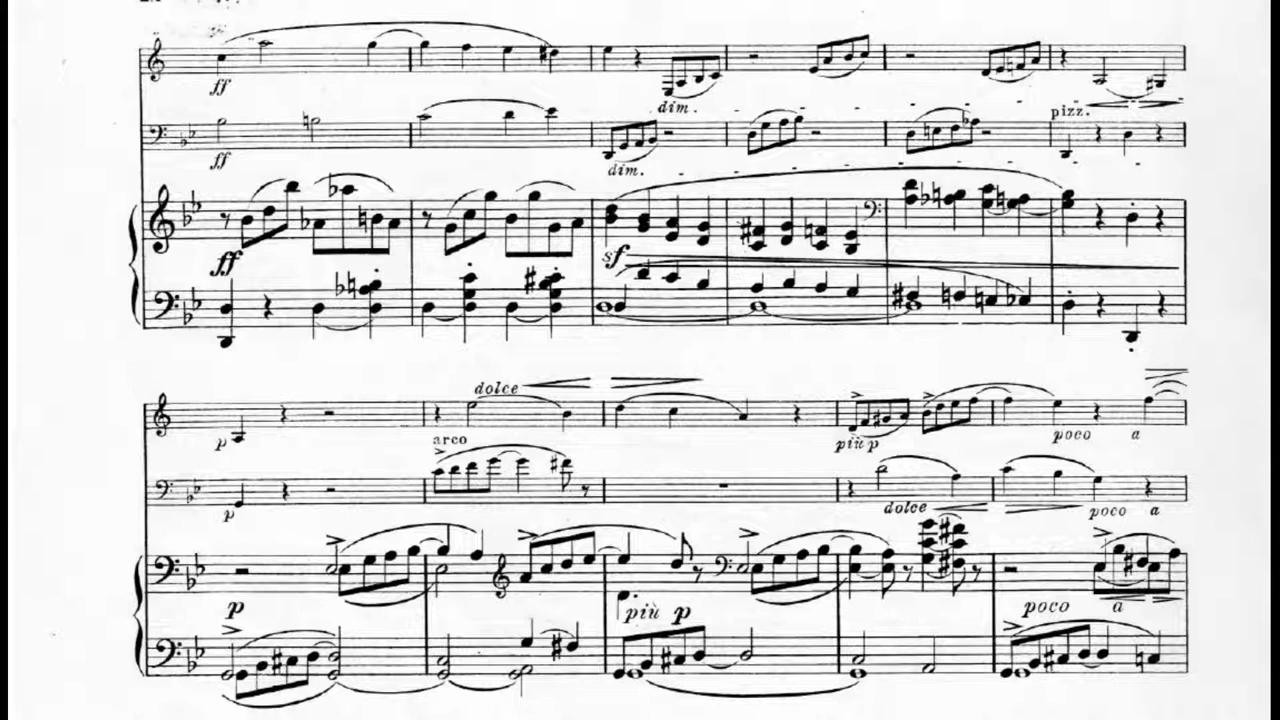 ff
dim.
pizz.
ff
dim.
ff
sf
dolce
p
arco
più p
poco a
p
dolce
poco a
p
più p
poco a